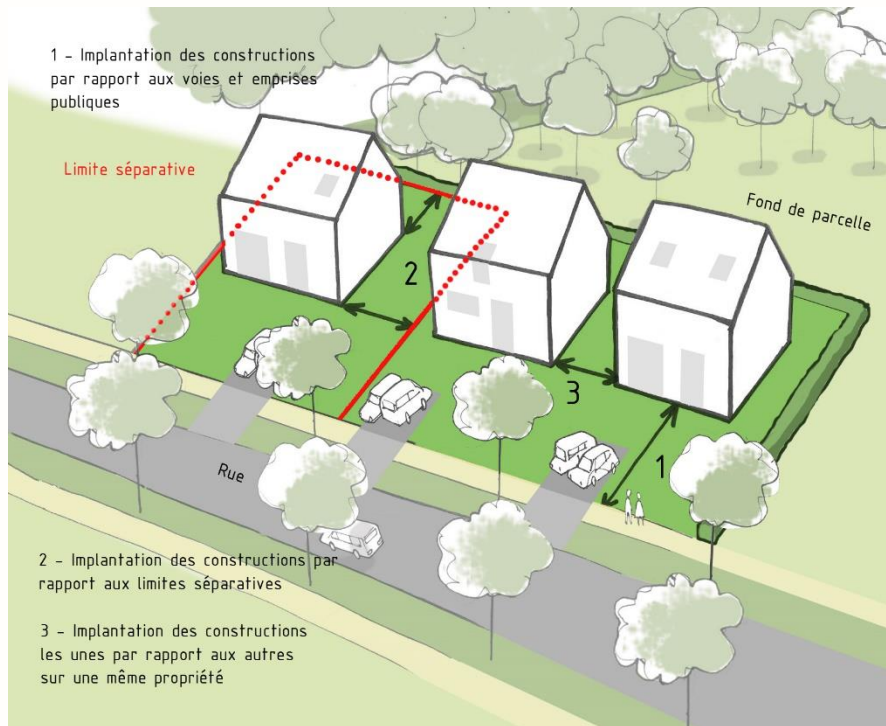 1 - Implantation des constructions
par rapport aux voies et emprises
publiques
Limite séparative
Fond de parcelle
2
3
1
Rue
2 - Implantation des constructions par
rapport aux limites séparatives
3 - Implantation des constructions
les unes par rapport aux autres
sur une même propriété